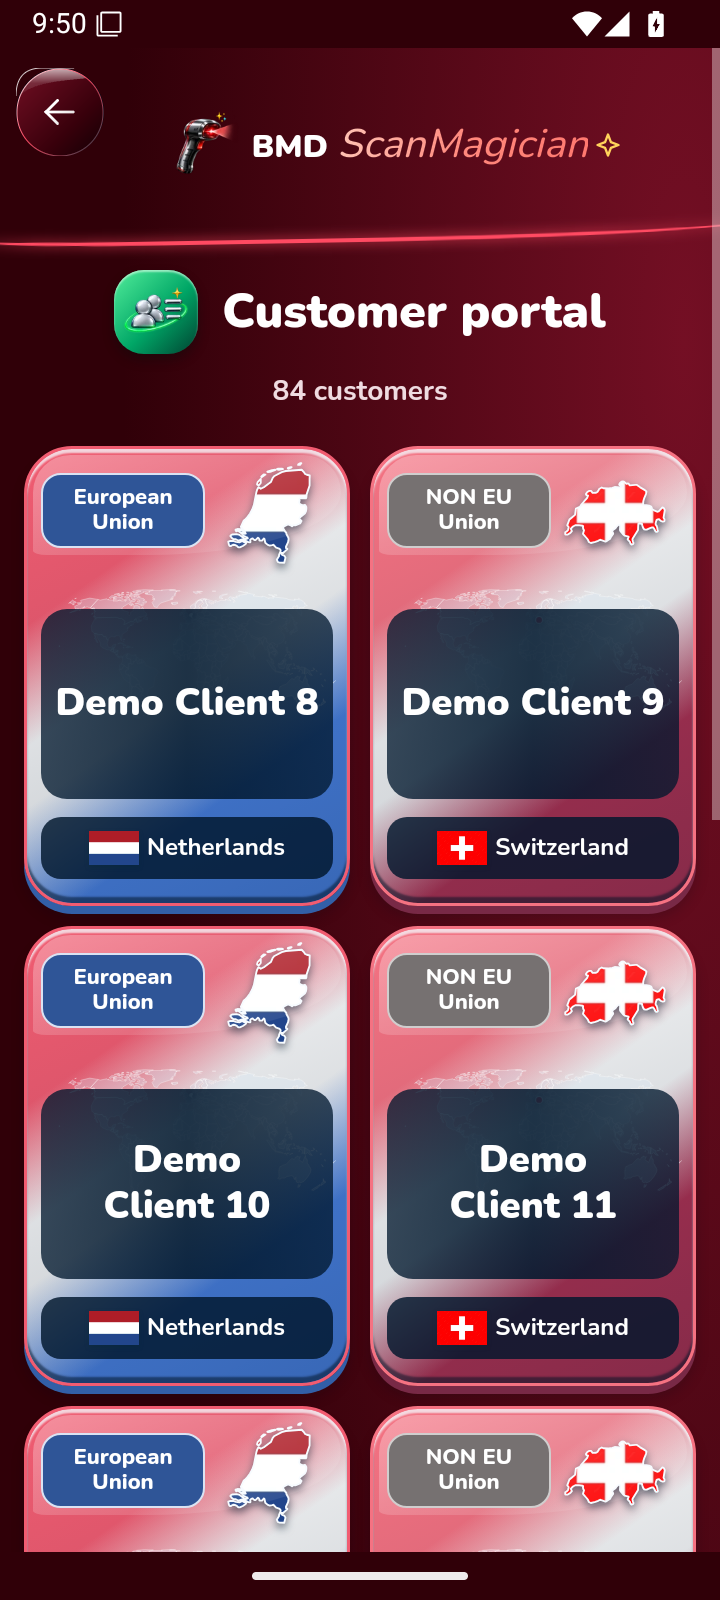 9:50
BMD ScanMagician
Customer portal
84 customers
European
Union
NON EU
Union
Demo Client 8
Demo Client 9
Netherlands
Switzerland
European
Union
NON EU
Union
Demo
Client 10
Demo
Client 11
Netherlands
Switzerland
European
Union
NON EU
Union